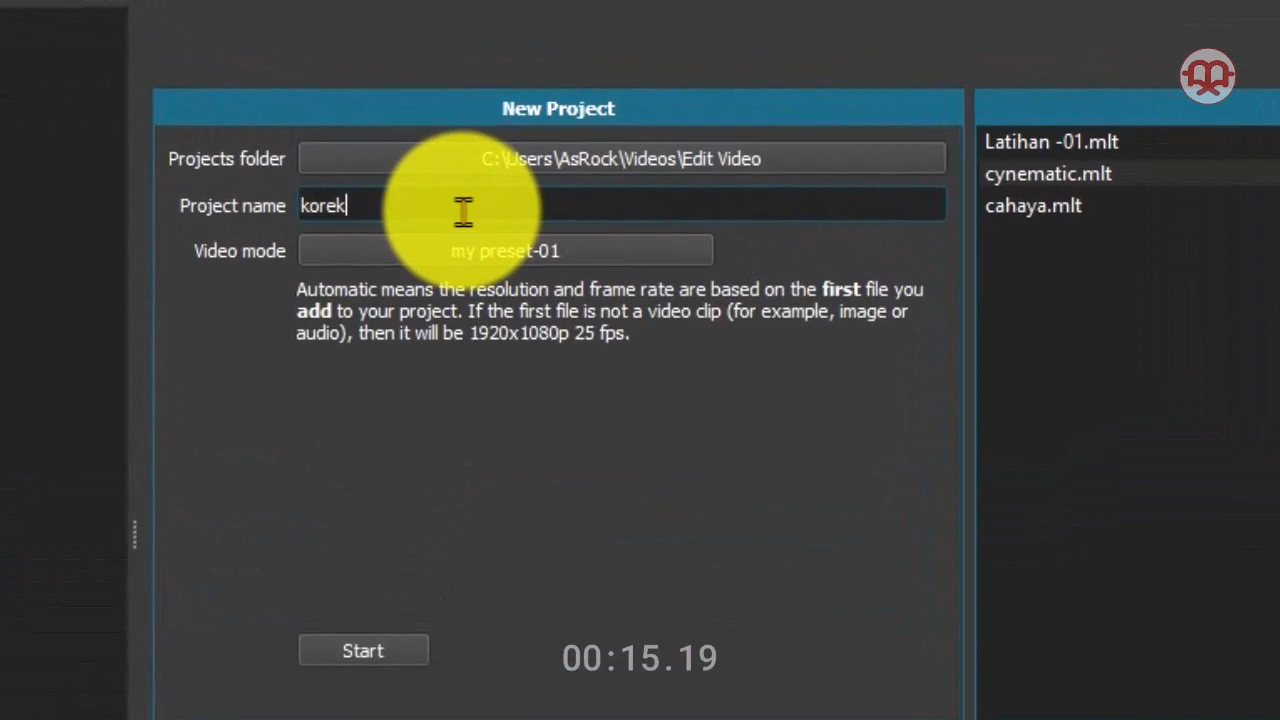 New Project
Projects folder
C:\Users\AsRock\Videos\Edit Video
Project name
korek
Video mode
my preset-01
Automatic means the resolution and frame rate are based on the first file you
add to your project. If the first file is not a video clip (for example, image or
audio), then it will be 1920x1080p 25 fps.
Start
Latihan -01.mlt
cynematic.mlt
cahaya.mlt
00:15.19